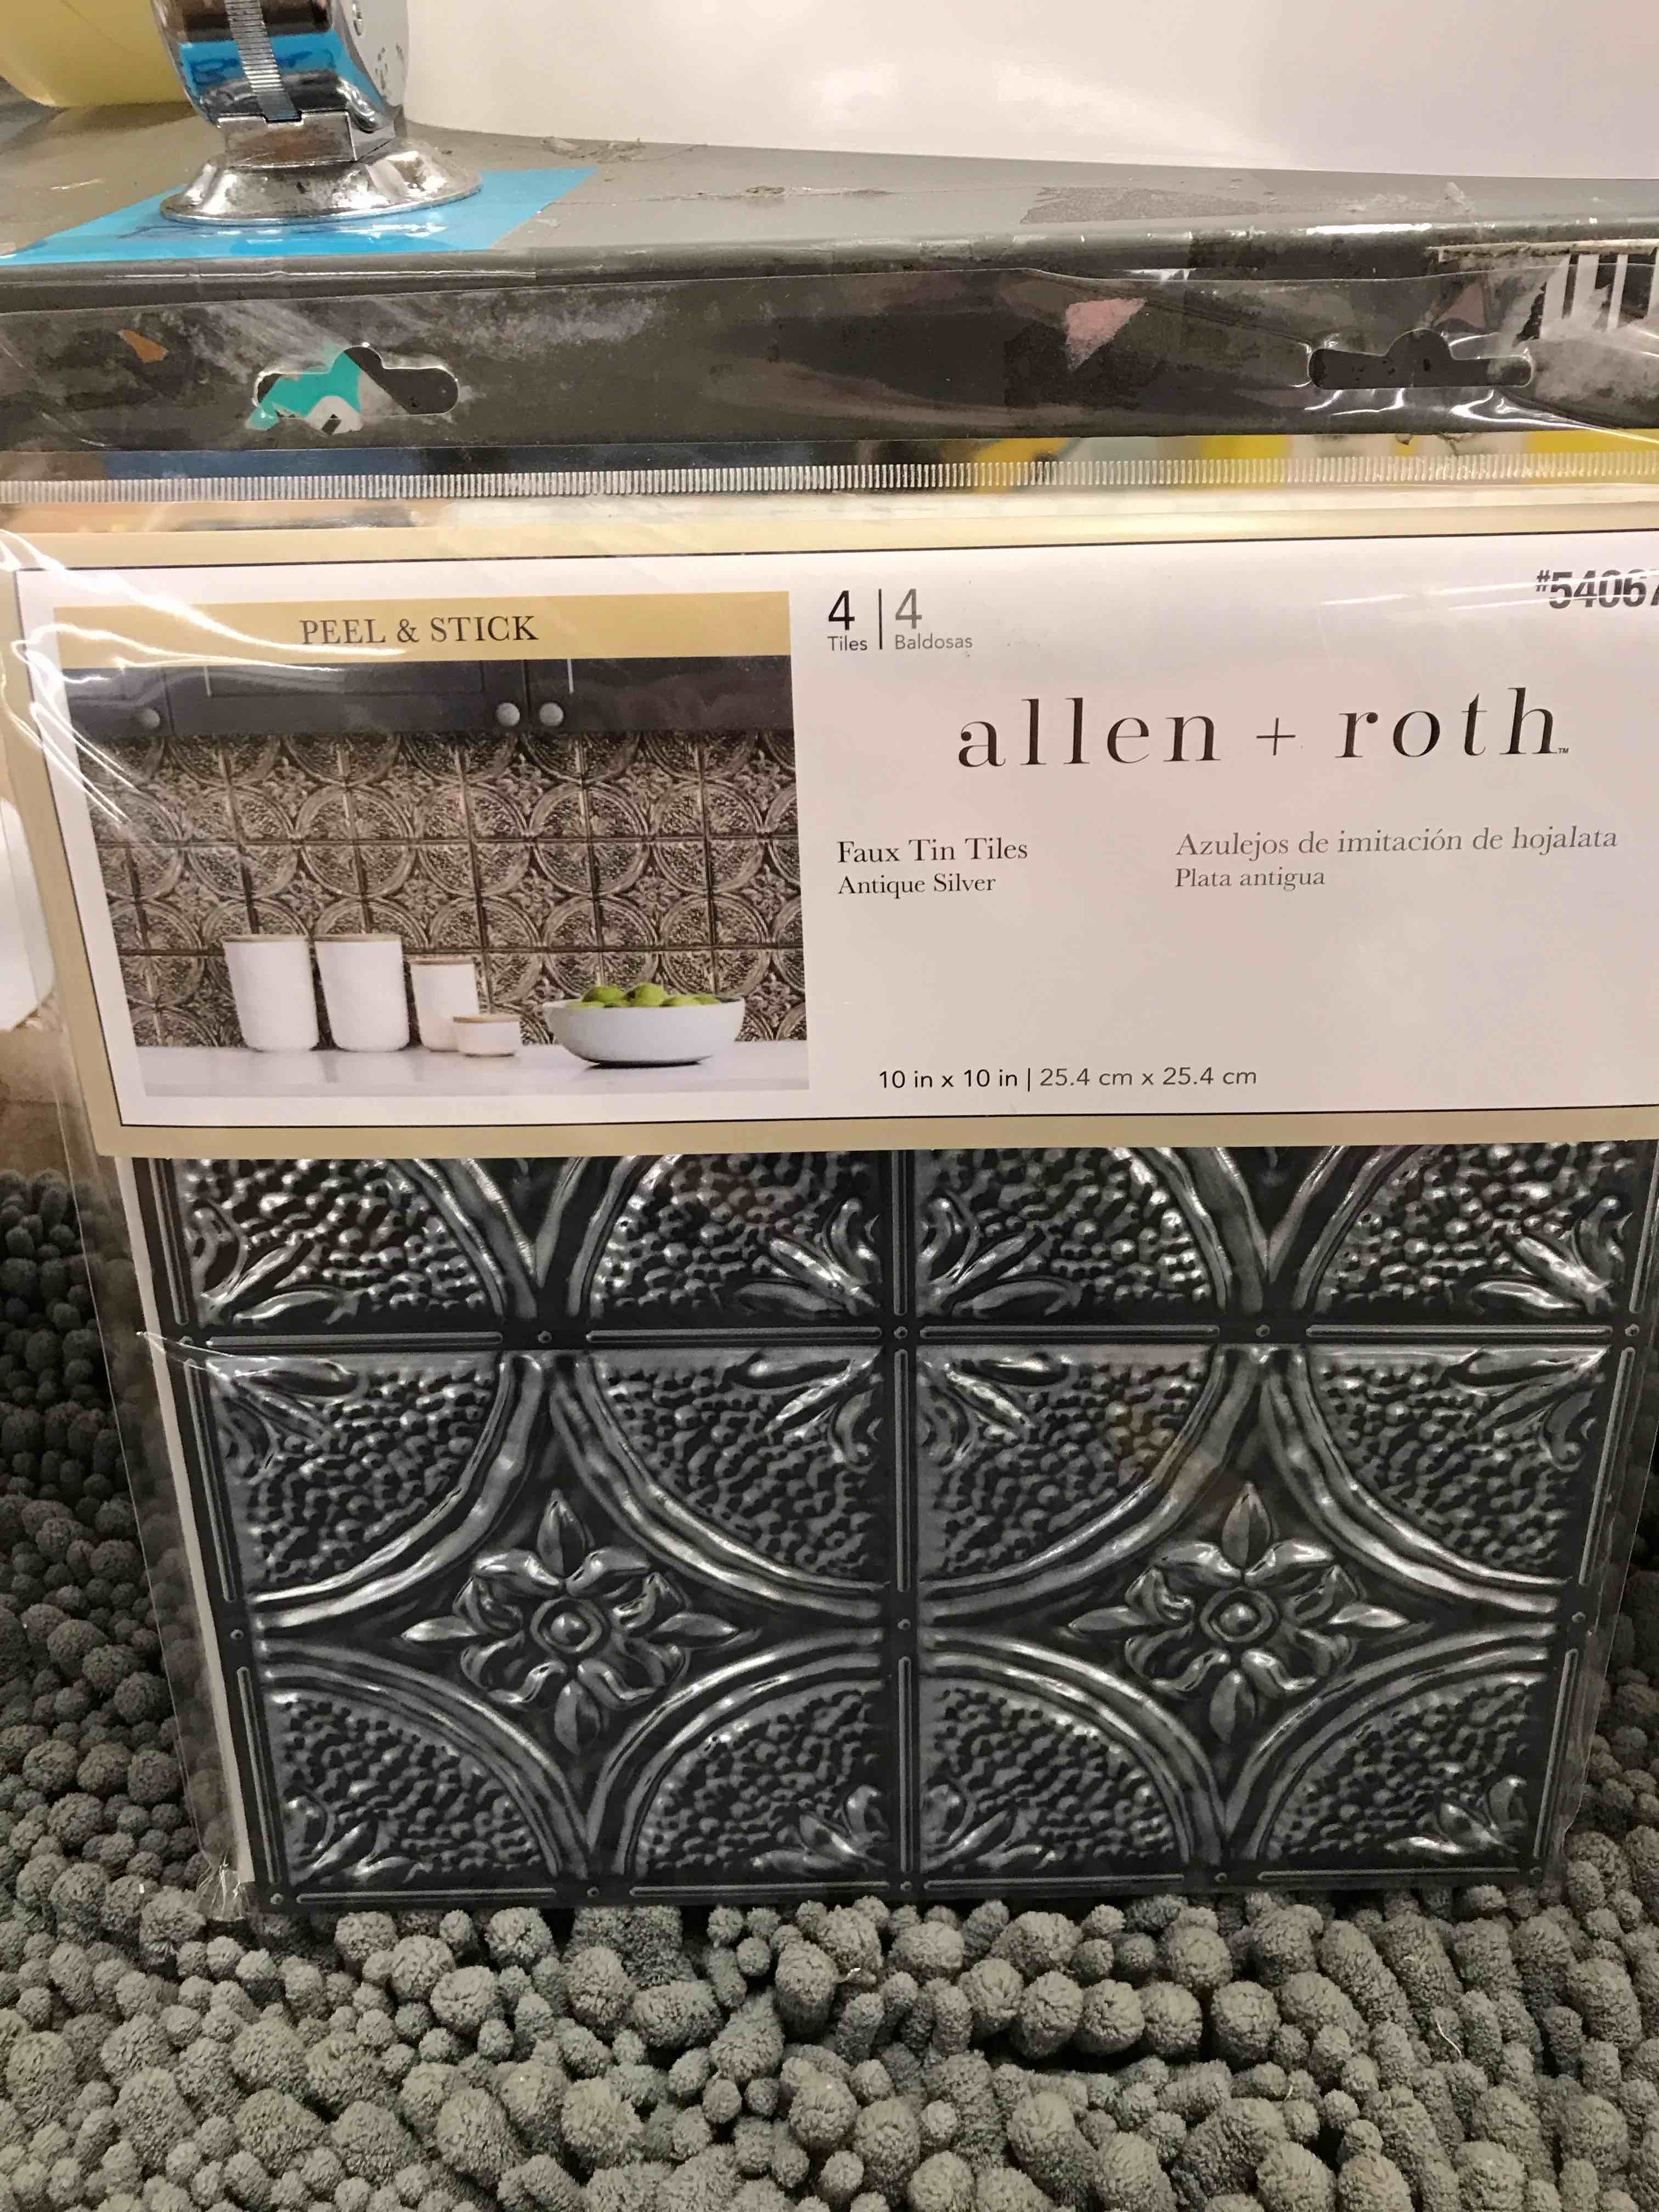 PEEL & STICK
4 | 4
Tiles | Baldosas
allen + roth™
Faux Tin Tiles
Antique Silver
Azulejos de imitación de hojalata
Plata antigua
10 in x 10 in | 25.4 cm x 25.4 cm